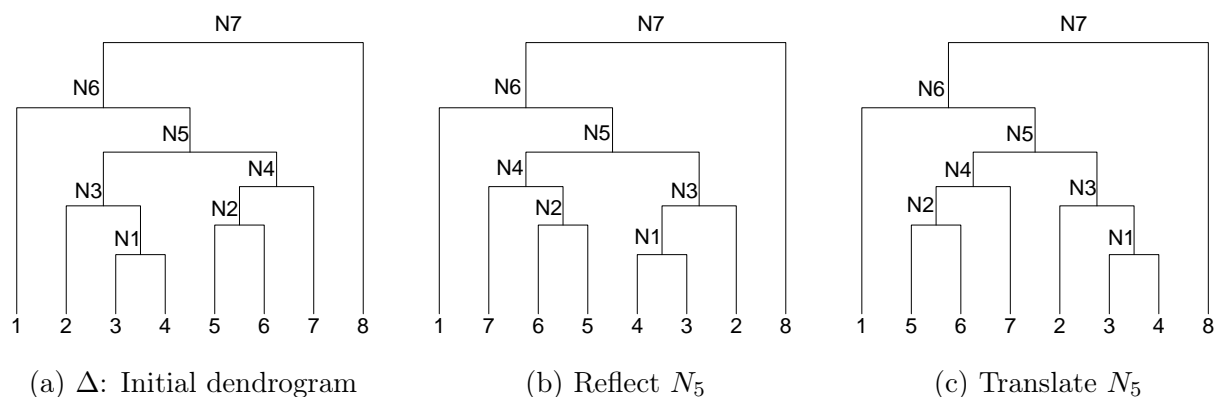 N7 N7 N7
N6 N6 N6
N5 N5 N5
N4 N4 N4
N3 N3 N3
N2 N2 N2
N1 N1 N1
1 2 3 4 5 6 7 8 1 7 6 5 4 3 2 8 1 5 6 7 2 3 4 8
(a) Δ: Initial dendrogram (b) Reflect N₅ (c) Translate N₅